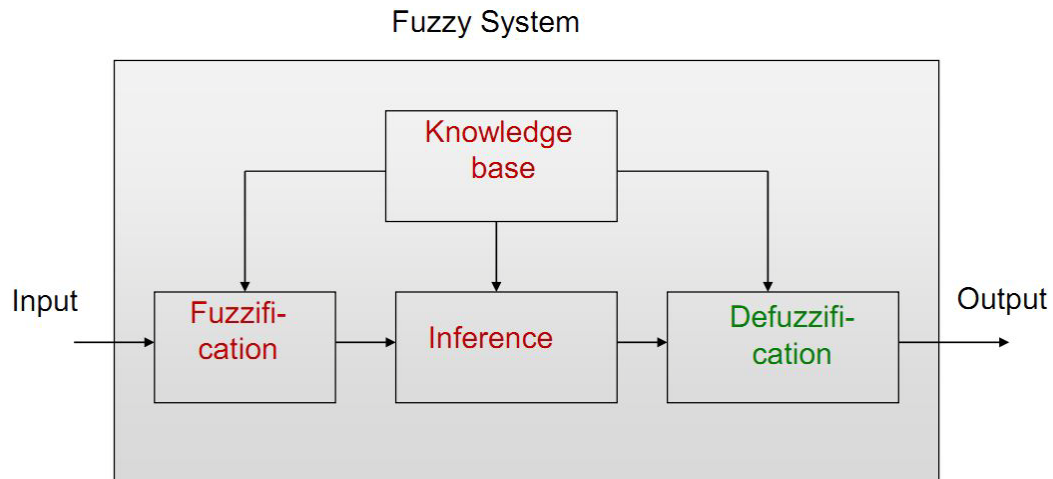 Fuzzy System
Knowledge
base
Input
Fuzzifi-
cation
Inference
Defuzzifi-
cation
Output